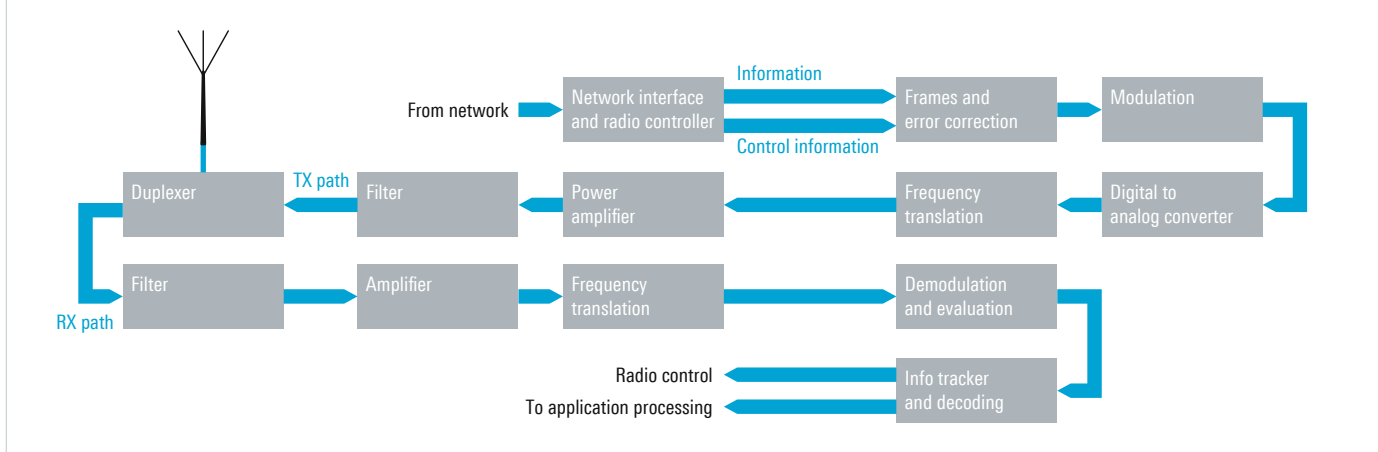 Information
From network
Network interface
and radio controller
Frames and
error correction
Modulation
Control information
Duplexer
TX path
Filter
Power
amplifier
Frequency
translation
Digital to
analog converter
Filter
Amplifier
Frequency
translation
Demodulation
and evaluation
RX path
Radio control
To application processing
Info tracker
and decoding